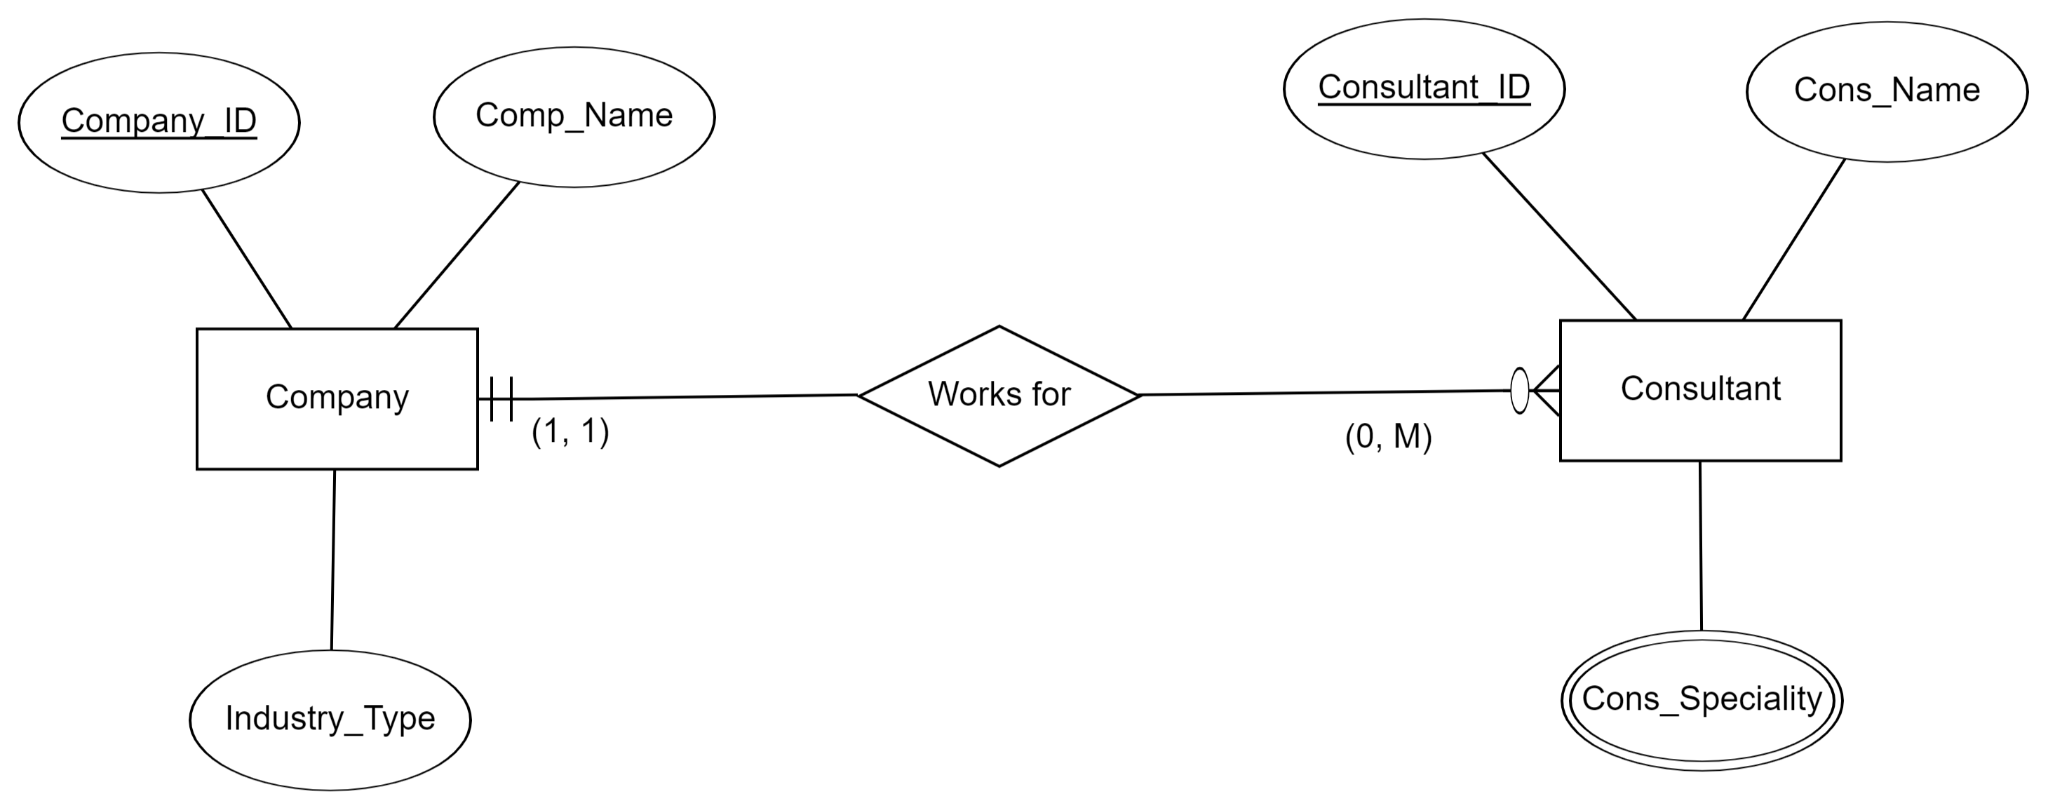 Company_ID
Comp_Name
Consultant_ID
Cons_Name
Company
(1, 1)
Works for
(0, M)
Consultant
Industry_Type
Cons_Speciality